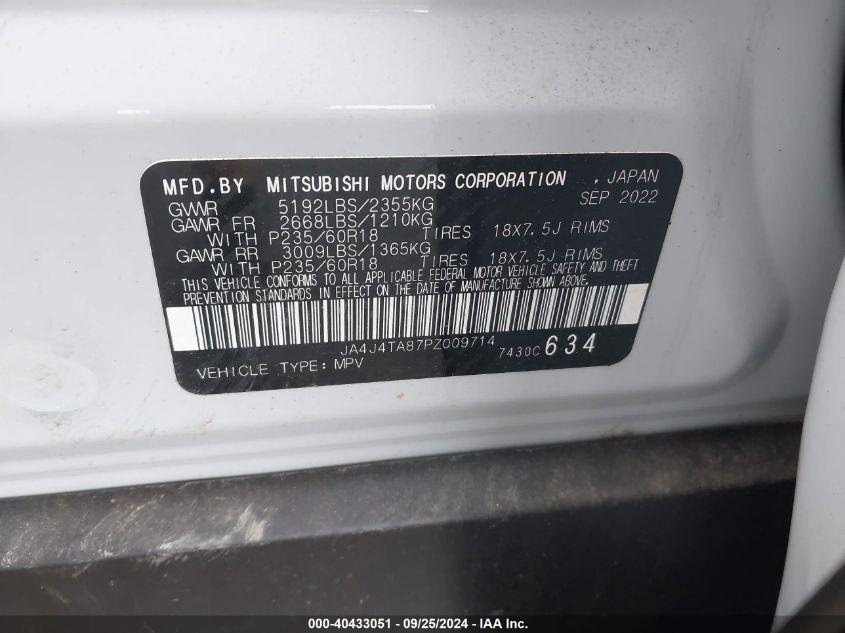 MFD.BY MITSUBISHI MOTORS CORPORATION , JAPAN
SEP 2022
GVWR 5192LBS/2355KG
GAWR FR 2668LBS/1210KG
WITH P235/60R18 TIRES 18X7.5J RIMS
GAWR RR 3009LBS/1365KG
WITH P235/60R18 TIRES 18X7.5J RIMS
THIS VEHICLE CONFORMS TO ALL APPLICABLE FEDERAL MOTOR VEHICLE SAFETY AND THEFT
PREVENTION STANDARDS IN EFFECT ON THE DATE OF MANUFACTURE SHOWN ABOVE.
JA4J4TA87PZ009714 7430C 634
VEHICLE TYPE: MPV
000-40433051 - 09/25/2024 - IAA Inc.